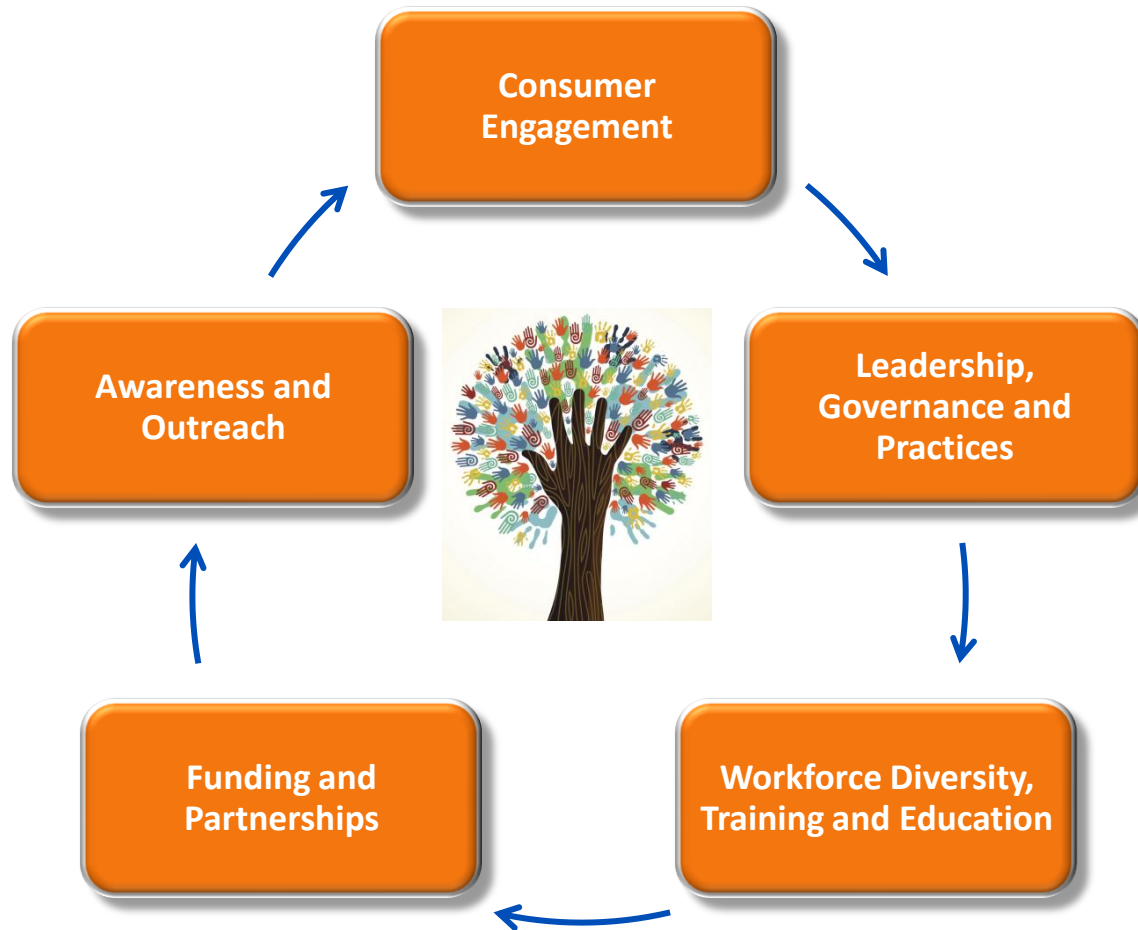 Consumer
Engagement
Leadership,
Governance and
Practices
Workforce Diversity,
Training and Education
Funding and
Partnerships
Awareness and
Outreach